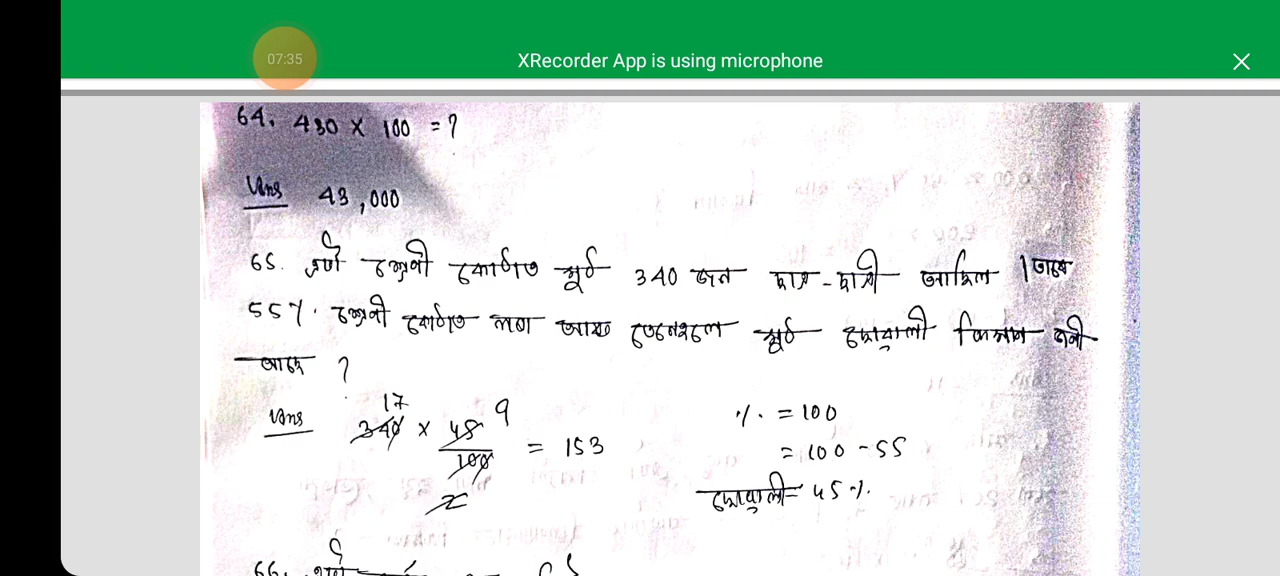 07:35
XRecorder App is using microphone
64. 430 × 100 = ?
Ans 43,000
65. এটা শ্ৰেণী কোঠাত মুঠ 340 জন ছাত্ৰ-ছাত্ৰী আছিল । তাৰে
55%. শ্ৰেণী কোঠাত লৰা আছে তেনেহলে মুঠ ছোৱালী কিমান জনী
আছে ?
Ans 340 × 45/100 = 153
17
9
%. = 100
= 100 - 55
ছোৱালী = 45%.
66.